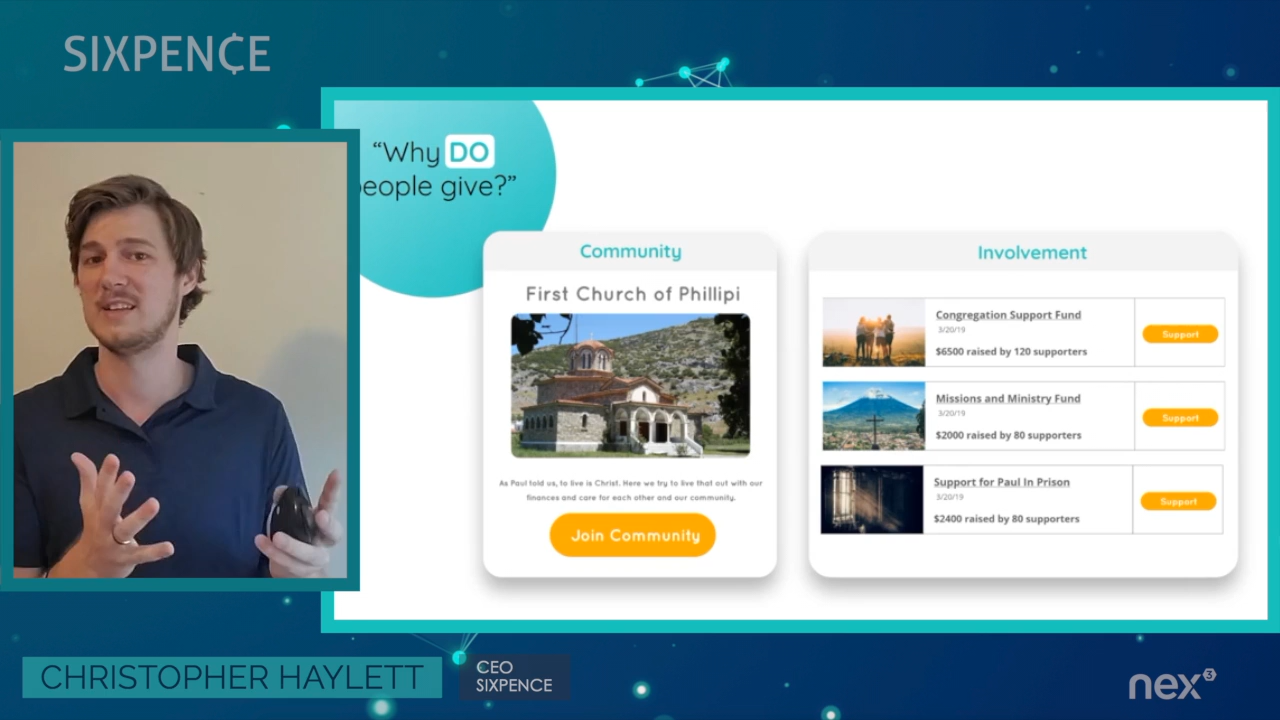 SIXPEN¢E
“Why DO
people give?”
Community
First Church of Phillipi
As Paul told us, to live is Christ. Here we try to live that out with our
finances and care for each other and our community.
Join Community
Involvement
Congregation Support Fund
3/20/19
$6500 raised by 120 supporters
Support
Missions and Ministry Fund
3/20/19
$2000 raised by 80 supporters
Support
Support for Paul In Prison
3/20/19
$2400 raised by 80 supporters
Support
CHRISTOPHER HAYLETT
CEO
SIXPENCE
nex3